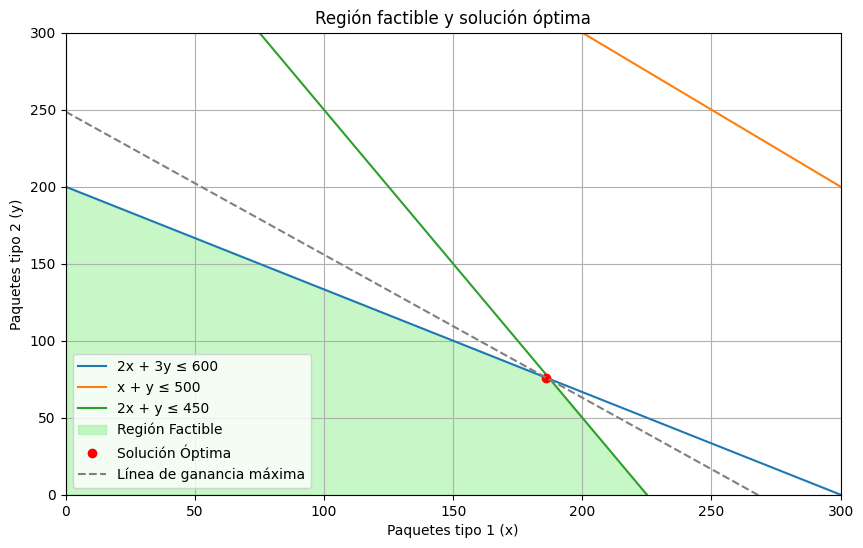 Región factible y solución óptima
300
250
200
150
100
50
0
Paquetes tipo 2 (y)
2x + 3y ≤ 600
x + y ≤ 500
2x + y ≤ 450
Región Factible
Solución Óptima
Línea de ganancia máxima
0 50 100 150 200 250 300
Paquetes tipo 1 (x)